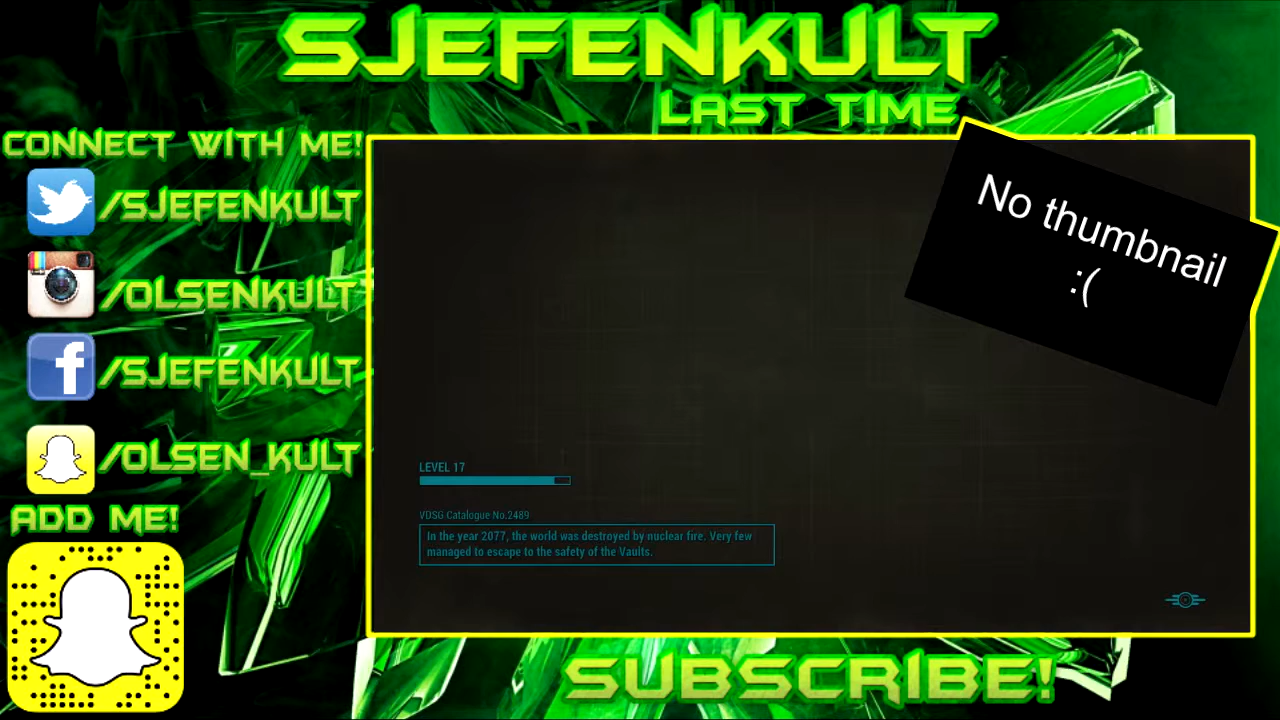 SJEFENKULT
LAST TIME
CONNECT WITH ME!
/SJEFENKULT
/OLSENKULT
/SJEFENKULT
/OLSEN_KULT
ADD ME!
No thumbnail
:(
LEVEL 17
VDSG Catalogue No.2489
In the year 2077, the world was destroyed by nuclear fire. Very few
managed to escape to the safety of the Vaults.
SUBSCRIBE!